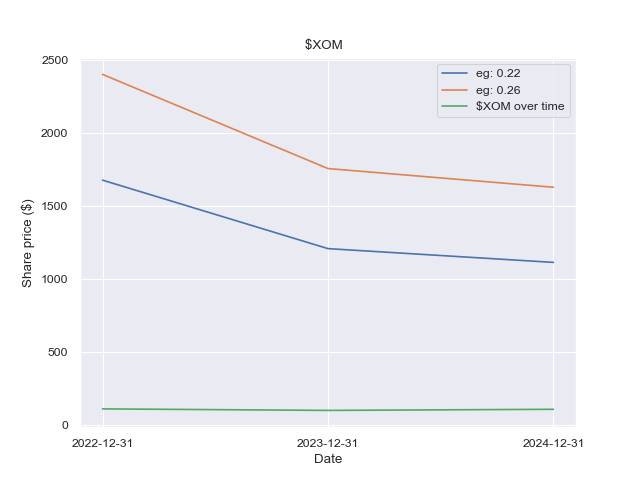 $XOM
2500
2000
1500
1000
500
0
Share price ($)
eg: 0.22
eg: 0.26
$XOM over time
2022-12-31
2023-12-31
2024-12-31
Date